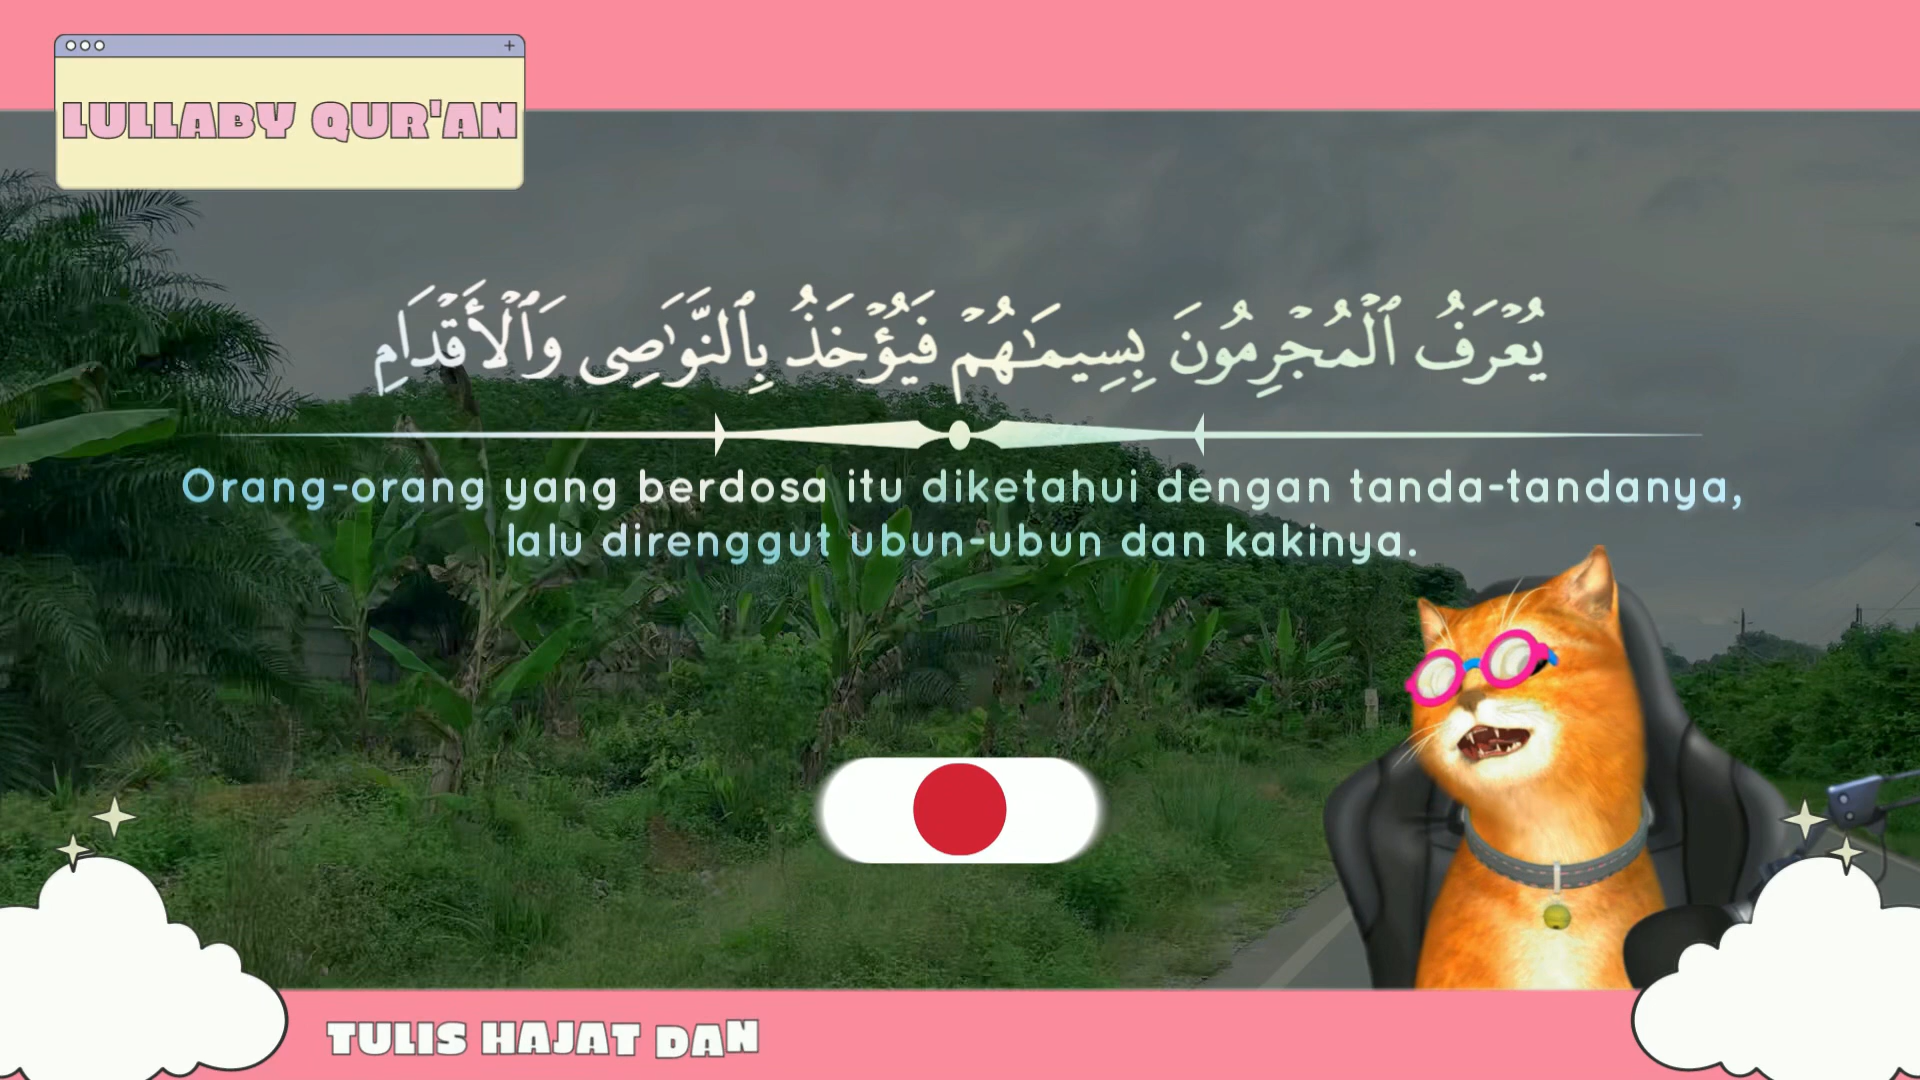 LULLABY QUR'AN
يُعْرَفُ ٱلْمُجْرِمُونَ بِسِيمَـٰهُمْ فَيُؤْخَذُ بِٱلنَّوَٰصِى وَٱلْأَقْدَامِ
Orang-orang yang berdosa itu diketahui dengan tanda-tandanya,
lalu direnggut ubun-ubun dan kakinya.
TULIS HAJAT DAN